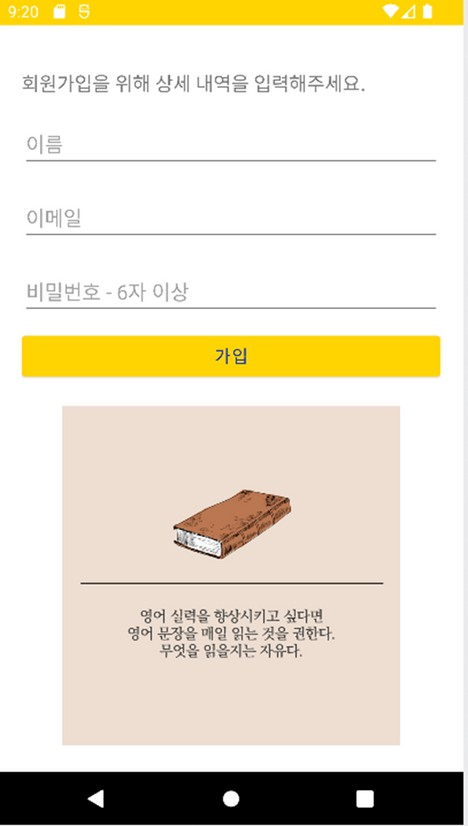 9:20
회원가입을 위해 상세 내역을 입력해주세요.
이름
이메일
비밀번호 - 6자 이상
가입
영어 실력을 향상시키고 싶다면
영어 문장을 매일 읽는 것을 권한다.
무엇을 읽을지는 자유다.